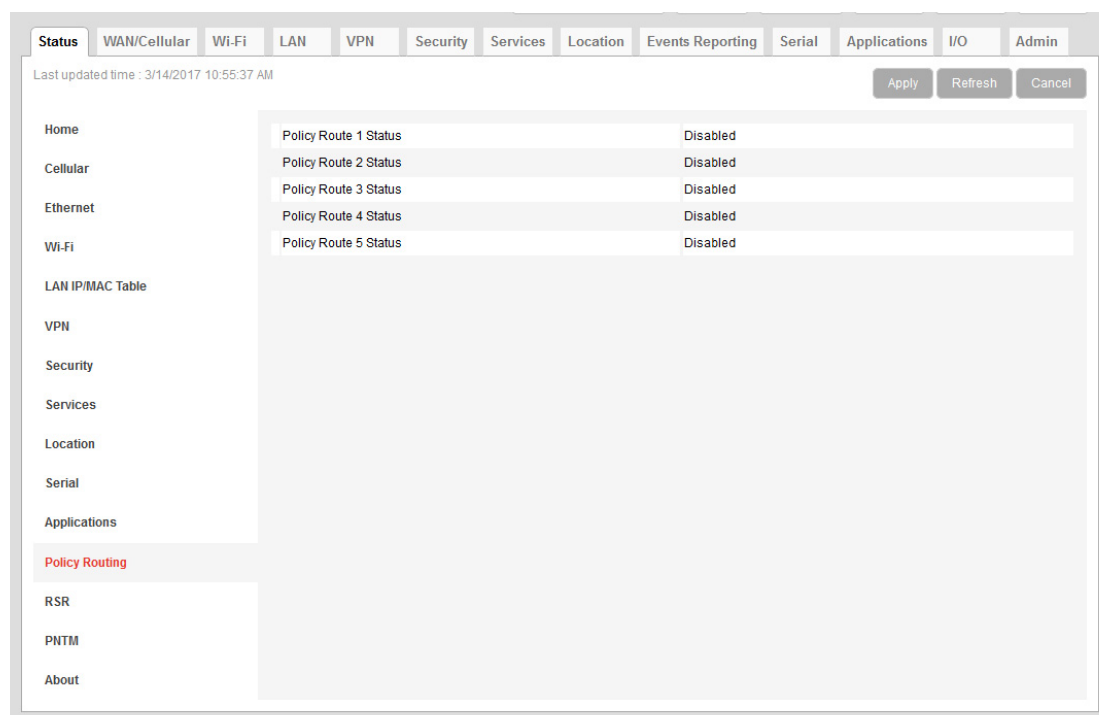 Status WAN/Cellular Wi-Fi LAN VPN Security Services Location Events Reporting Serial Applications I/O Admin
Last updated time : 3/14/2017 10:55:37 AM
Apply Refresh Cancel
Home
Cellular
Ethernet
Wi-Fi
LAN IP/MAC Table
VPN
Security
Services
Location
Serial
Applications
Policy Routing
RSR
PNTM
About
Policy Route 1 Status Disabled
Policy Route 2 Status Disabled
Policy Route 3 Status Disabled
Policy Route 4 Status Disabled
Policy Route 5 Status Disabled